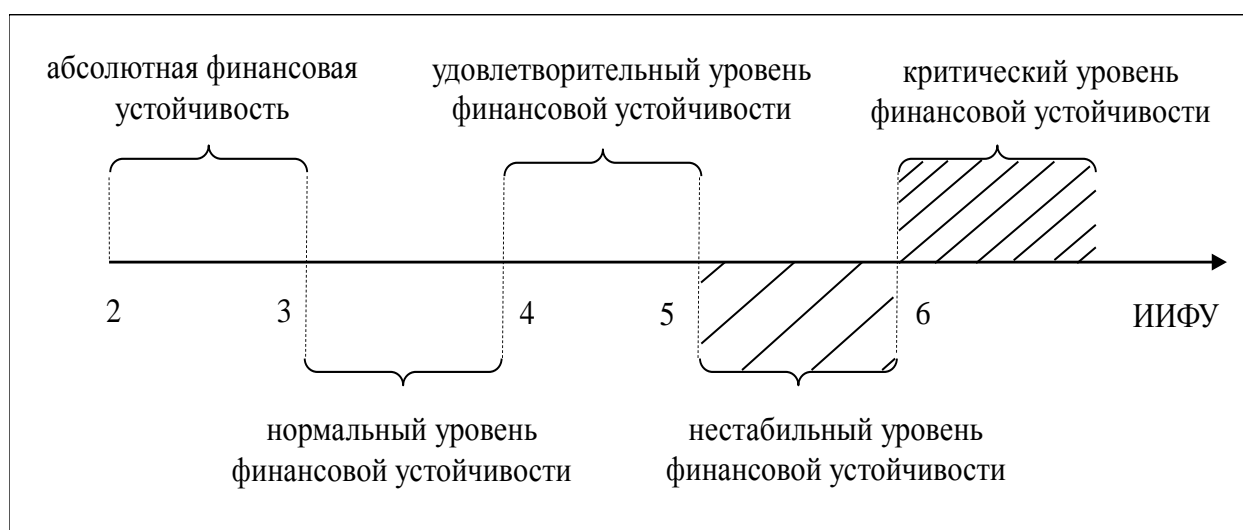 абсолютная финансовая
устойчивость
удовлетворительный уровень
финансовой устойчивости
критический уровень
финансовой устойчивости
2
3
4
5
6
ИИФУ
нормальный уровень
финансовой устойчивости
нестабильный уровень
финансовой устойчивости